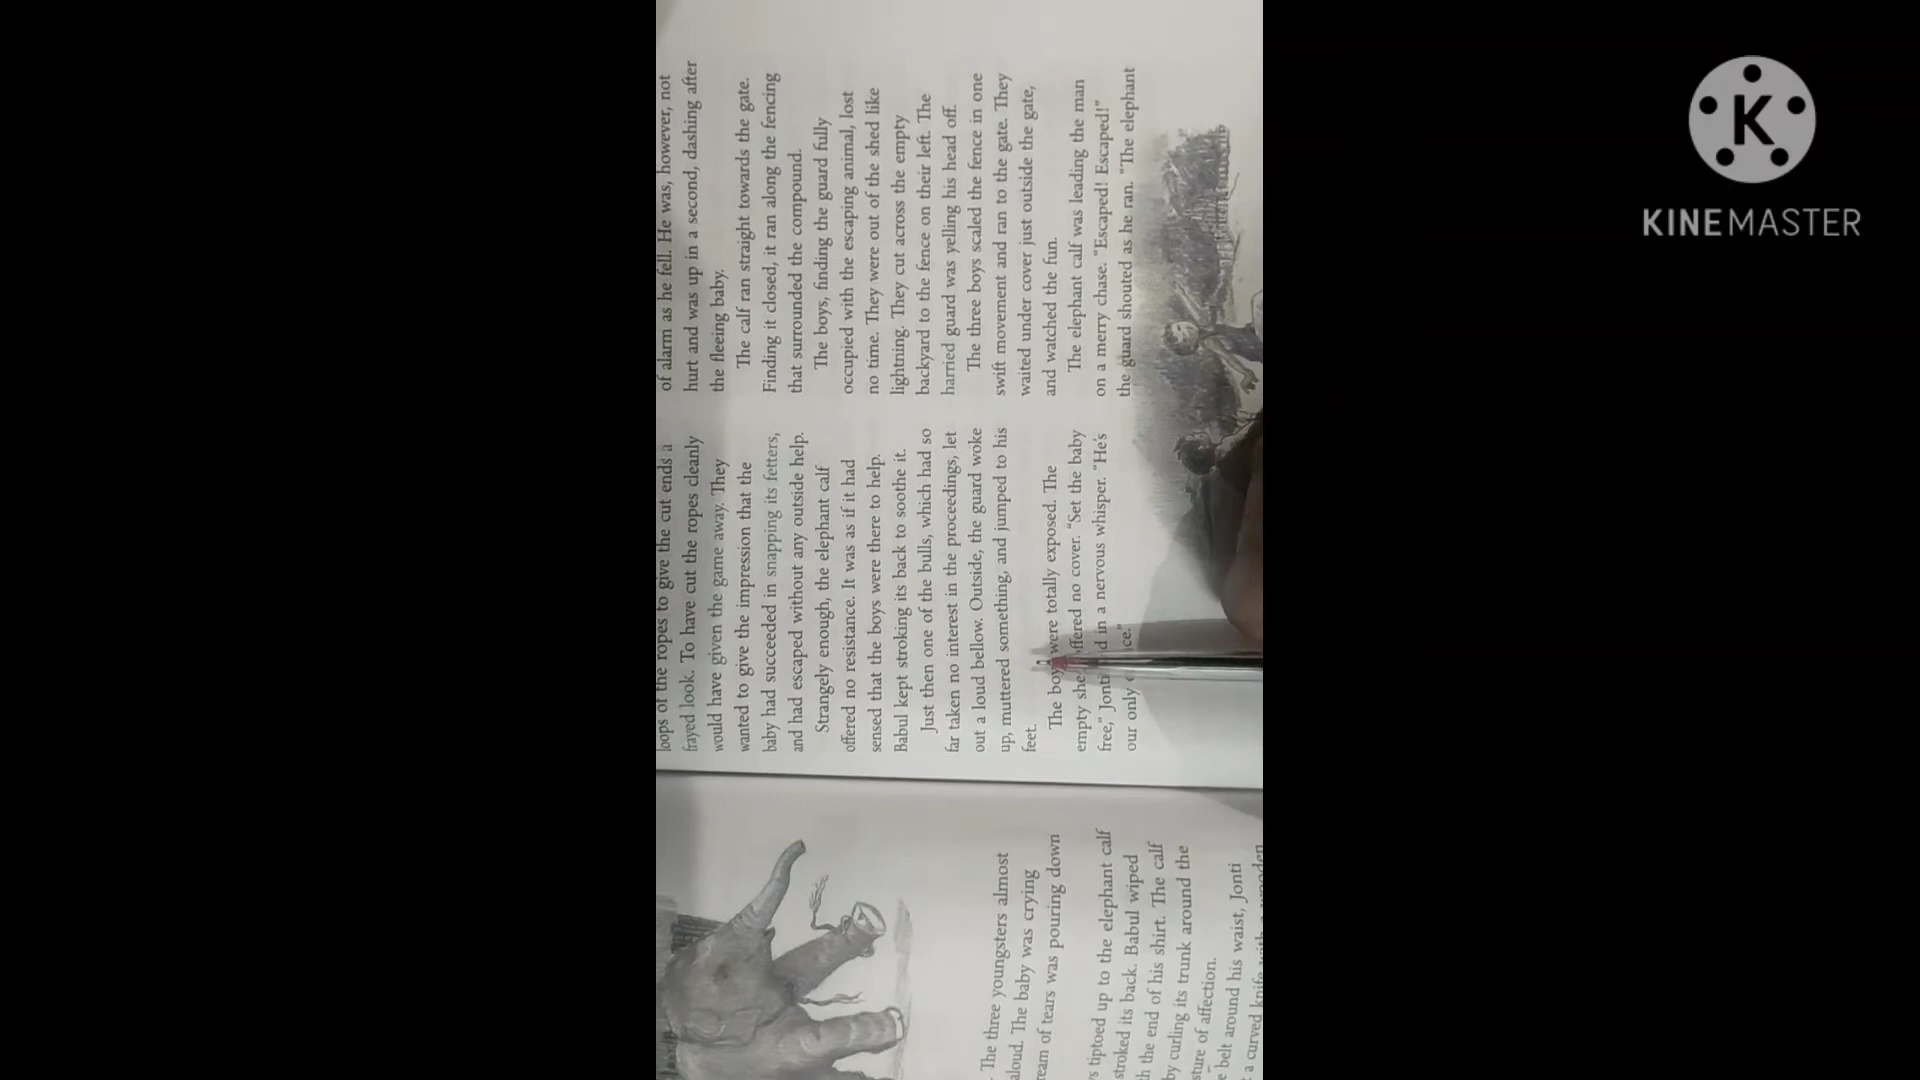 The three youngsters almost
aloud. The baby was crying
ream of tears was pouring down
tiptoed up to the elephant calf
stroked its back. Babul wiped
the end of his shirt. The calf
by curling its trunk around the
sture of affection.
belt around his waist, Jonti
a curved knife
loops of the ropes to give the cut ends a
frayed look. To have cut the ropes cleanly
would have given the game away. They
wanted to give the impression that the
baby had succeeded in snapping its fetters,
and had escaped without any outside help.
Strangely enough, the elephant calf
offered no resistance. It was as if it had
sensed that the boys were there to help.
Babul kept stroking its back to soothe it.
Just then one of the bulls, which had so
far taken no interest in the proceedings, let
out a loud bellow. Outside, the guard woke
up, muttered something, and jumped to his
feet.
The boy were totally exposed. The
empty she ffered no cover. “Set the baby
free,” Jonti d in a nervous whisper. “He’s
our only ce.”
of alarm as he fell. He was, however, not
hurt and was up in a second, dashing after
the fleeing baby.
The calf ran straight towards the gate.
Finding it closed, it ran along the fencing
that surrounded the compound.
The boys, finding the guard fully
occupied with the escaping animal, lost
no time. They were out of the shed like
lightning. They cut across the empty
backyard to the fence on their left. The
harried guard was yelling his head off.
The three boys scaled the fence in one
swift movement and ran to the gate. They
waited under cover just outside the gate,
and watched the fun.
The elephant calf was leading the man
on a merry chase. “Escaped! Escaped!”
the guard shouted as he ran. “The elephant
K
KINEMASTER